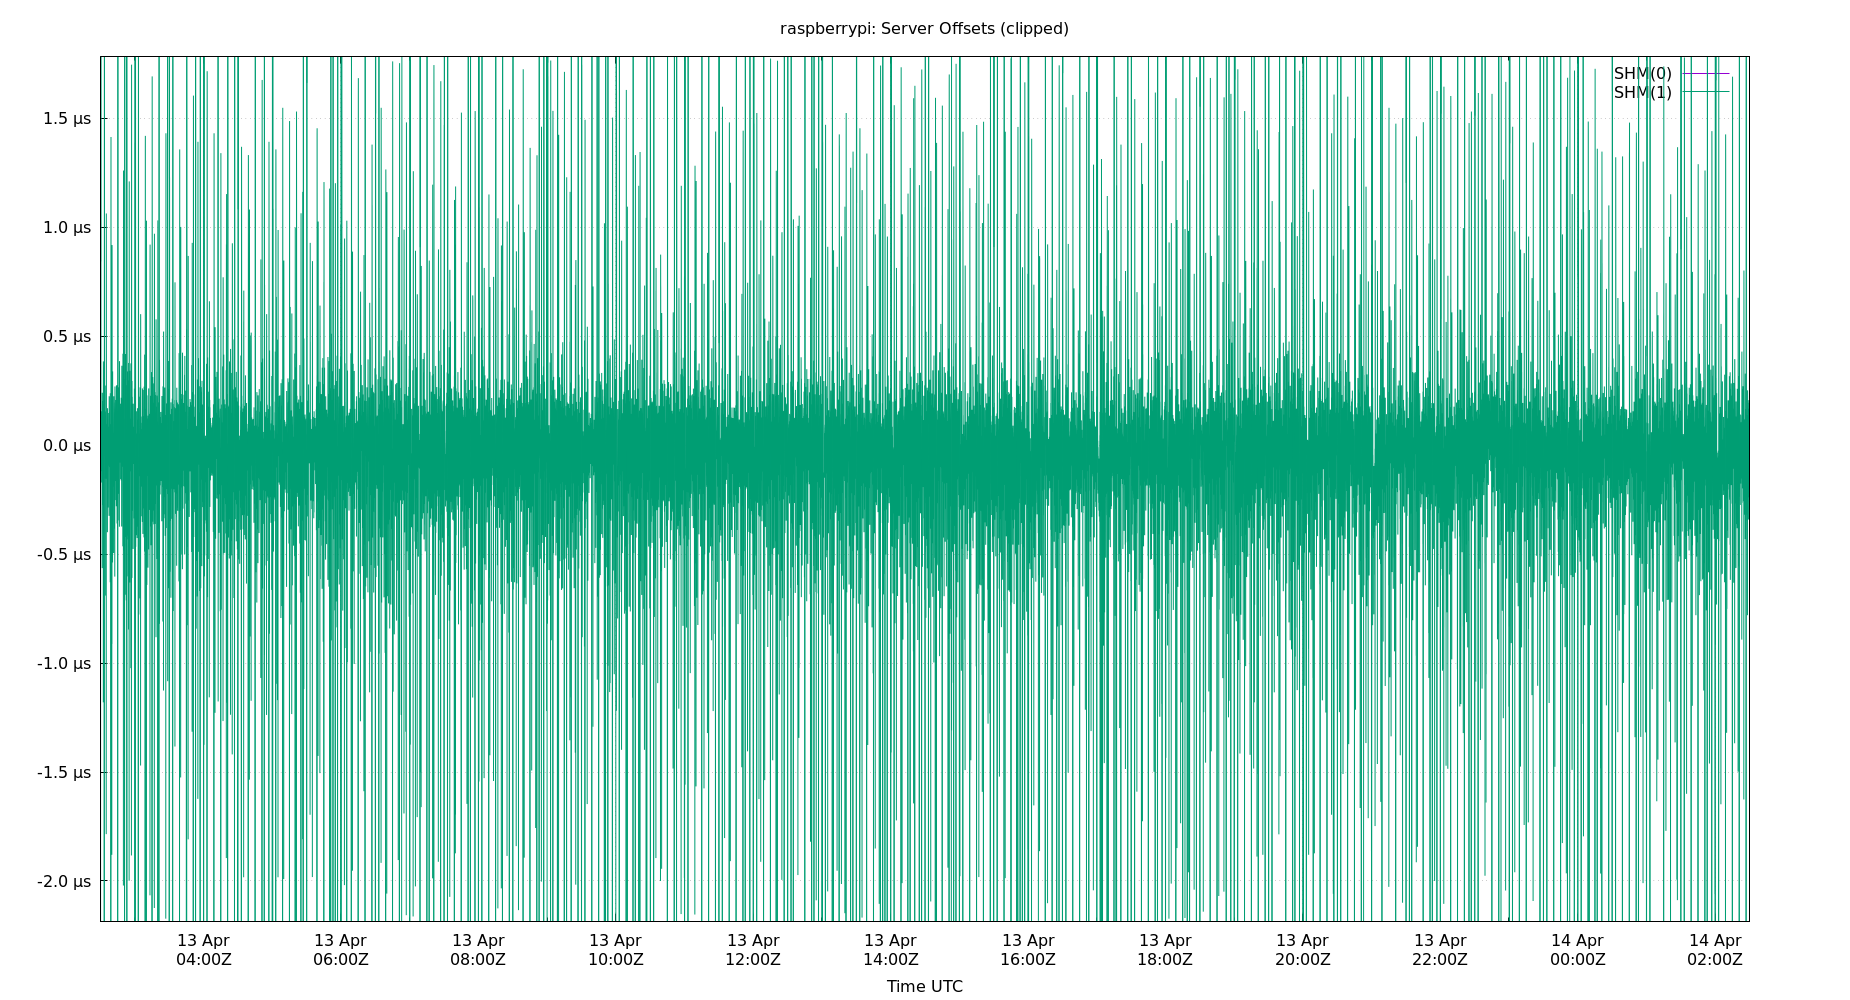 raspberrypi: Server Offsets (clipped)
SHM(0)
SHM(1)
1.5 µs
1.0 µs
0.5 µs
0.0 µs
-0.5 µs
-1.0 µs
-1.5 µs
-2.0 µs
13 Apr 13 Apr 13 Apr 13 Apr 13 Apr 13 Apr 13 Apr 13 Apr 13 Apr 13 Apr 14 Apr 14 Apr
04:00Z 06:00Z 08:00Z 10:00Z 12:00Z 14:00Z 16:00Z 18:00Z 20:00Z 22:00Z 00:00Z 02:00Z
Time UTC